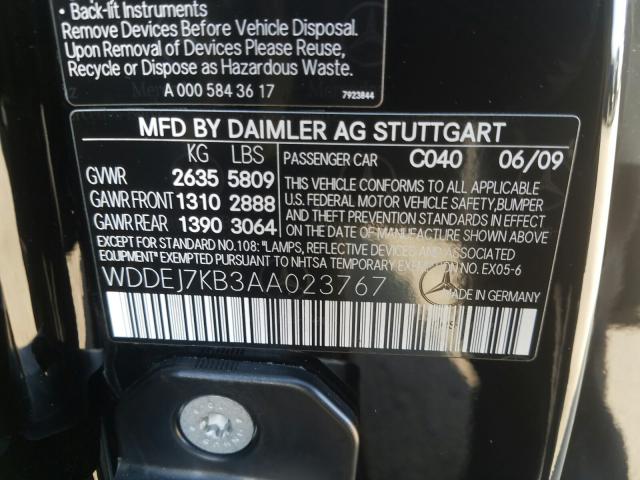 • Back-lit Instruments
Remove Devices Before Vehicle Disposal.
Upon Removal of Devices Please Reuse,
Recycle or Dispose as Hazardous Waste.
A 000 584 36 17
7923844
MFD BY DAIMLER AG STUTTGART
KG LBS
PASSENGER CAR C040 06/09
GVWR 2635 5809
GAWR FRONT 1310 2888
GAWR REAR 1390 3064
THIS VEHICLE CONFORMS TO ALL APPLICABLE
U.S. FEDERAL MOTOR VEHICLE SAFETY, BUMPER
AND THEFT PREVENTION STANDARDS IN EFFECT
ON THE DATE OF MANUFACTURE SHOWN ABOVE.
EXCEPT FOR STANDARD NO. 108: "LAMPS, REFLECTIVE DEVICES AND ASSOCIATED
EQUIPMENT" EXEMPTED PURSUANT TO NHTSA TEMPORARY EXEMPTION NO. EX05-6
WDDEJ7KB3AA023767
MADE IN GERMANY